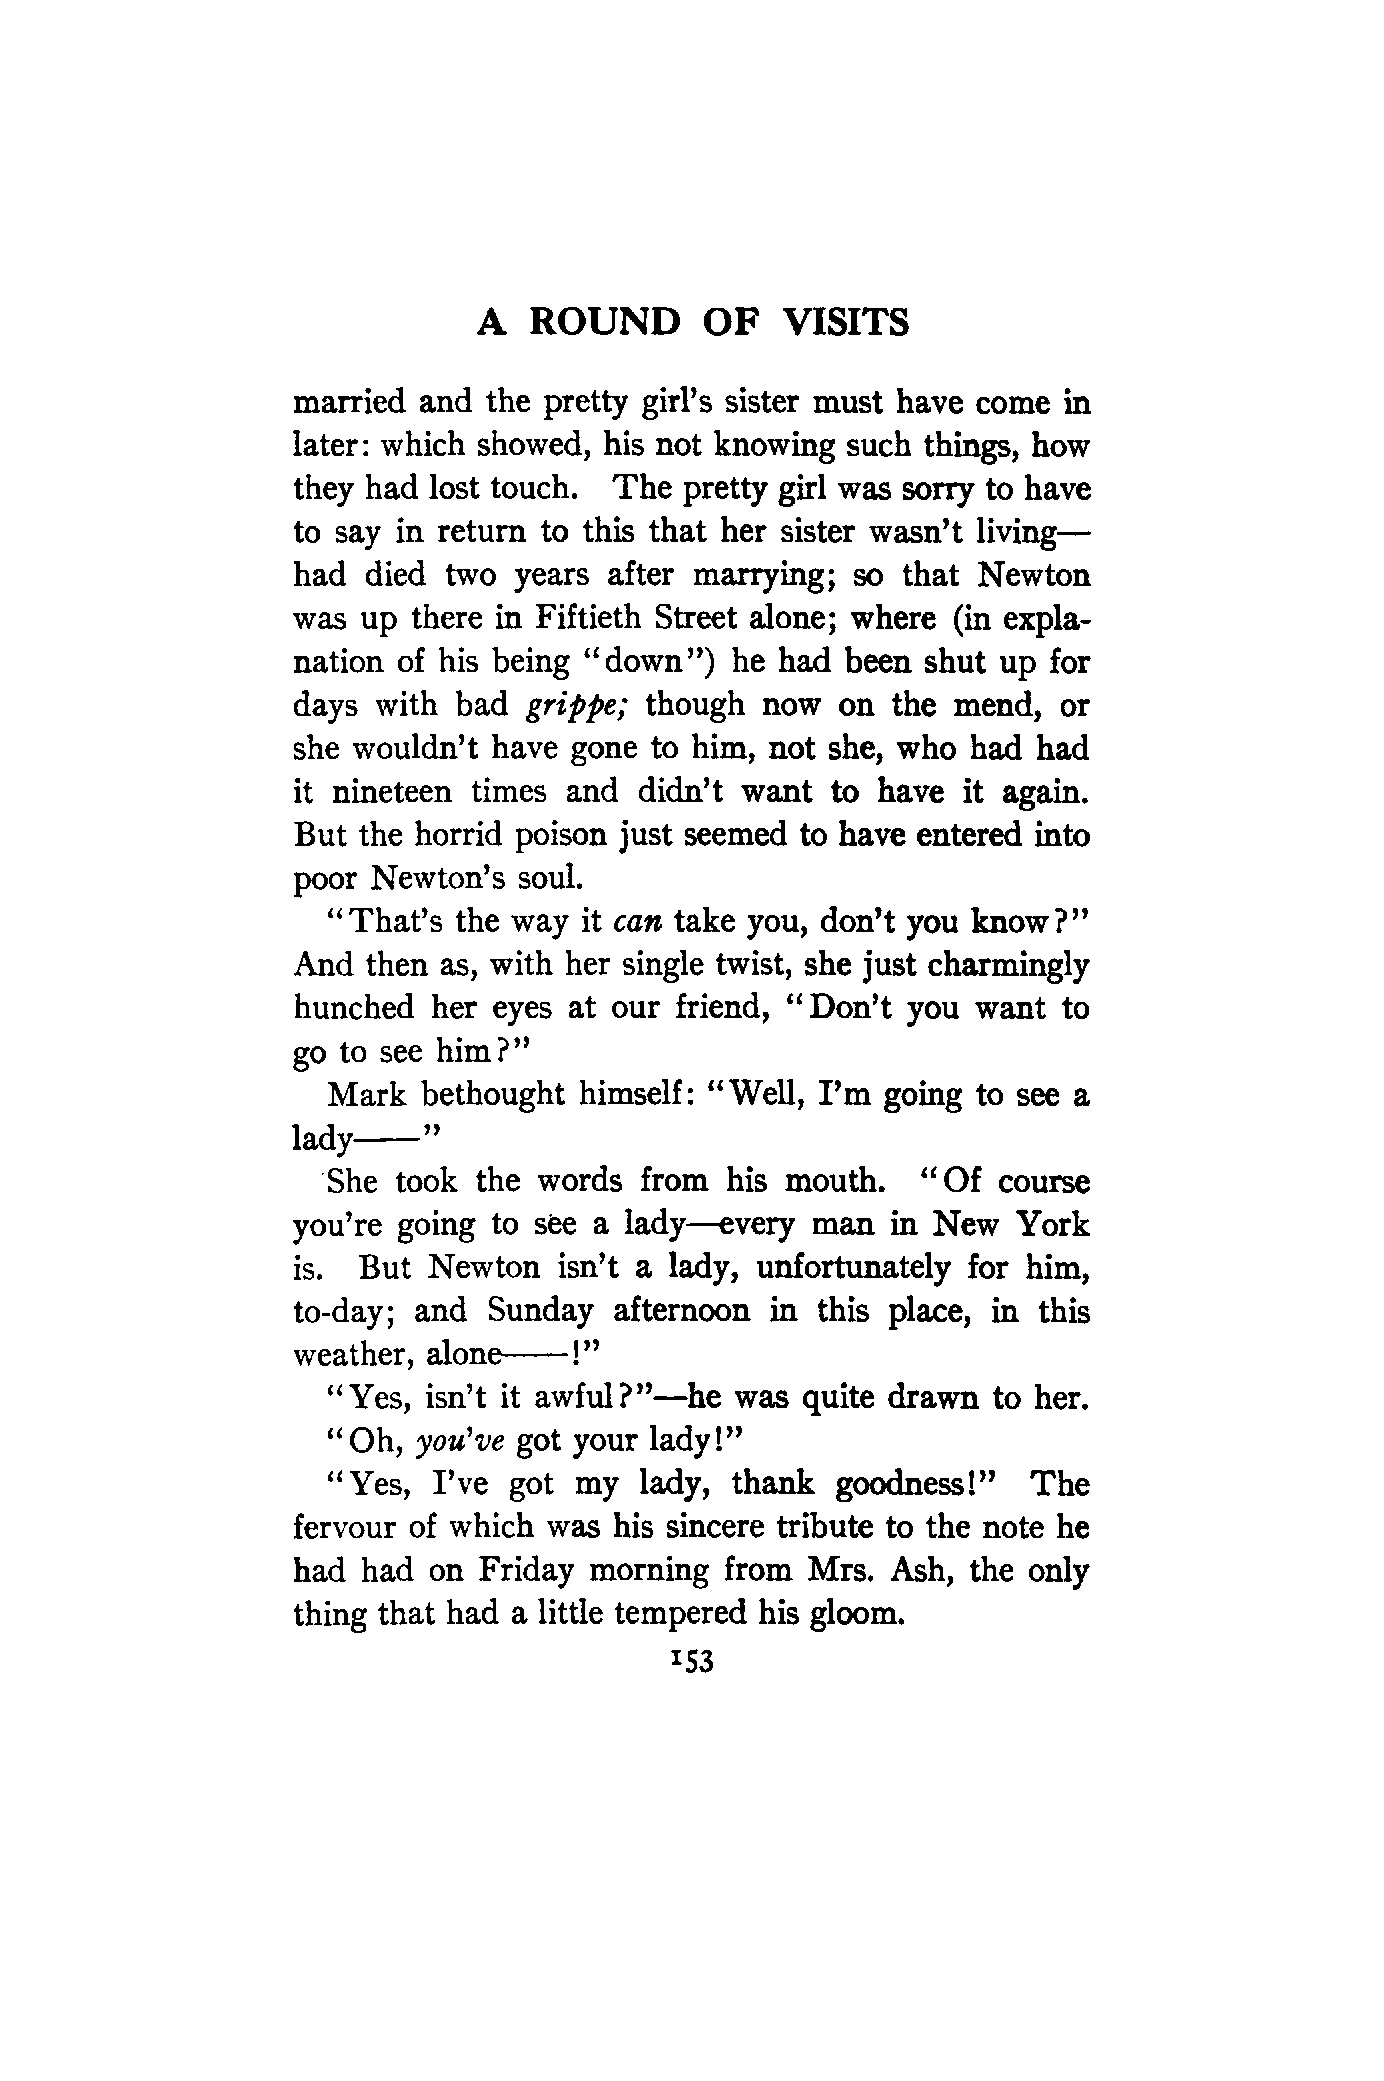 A ROUND OF VISITS
married and the pretty girl's sister must have come in
later: which showed, his not knowing such things, how
they had lost touch. The pretty girl was sorry to have
to say in return to this that her sister wasn't living—
had died two years after marrying; so that Newton
was up there in Fiftieth Street alone; where (in expla-
nation of his being "down") he had been shut up for
days with bad grippe; though now on the mend, or
she wouldn't have gone to him, not she, who had had
it nineteen times and didn't want to have it again.
But the horrid poison just seemed to have entered into
poor Newton's soul.
"That's the way it can take you, don't you know?"
And then as, with her single twist, she just charmingly
hunched her eyes at our friend, "Don't you want to
go to see him?"
Mark bethought himself: "Well, I'm going to see a
lady——"
She took the words from his mouth. "Of course
you're going to see a lady—every man in New York
is. But Newton isn't a lady, unfortunately for him,
to-day; and Sunday afternoon in this place, in this
weather, alone——!"
"Yes, isn't it awful?"—he was quite drawn to her.
"Oh, you've got your lady!"
"Yes, I've got my lady, thank goodness!" The
fervour of which was his sincere tribute to the note he
had had on Friday morning from Mrs. Ash, the only
thing that had a little tempered his gloom.
153